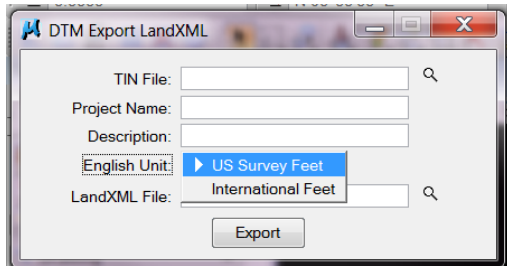 DTM Export LandXML
TIN File:
Project Name:
Description:
English Unit:
US Survey Feet
International Feet
LandXML File:
Export